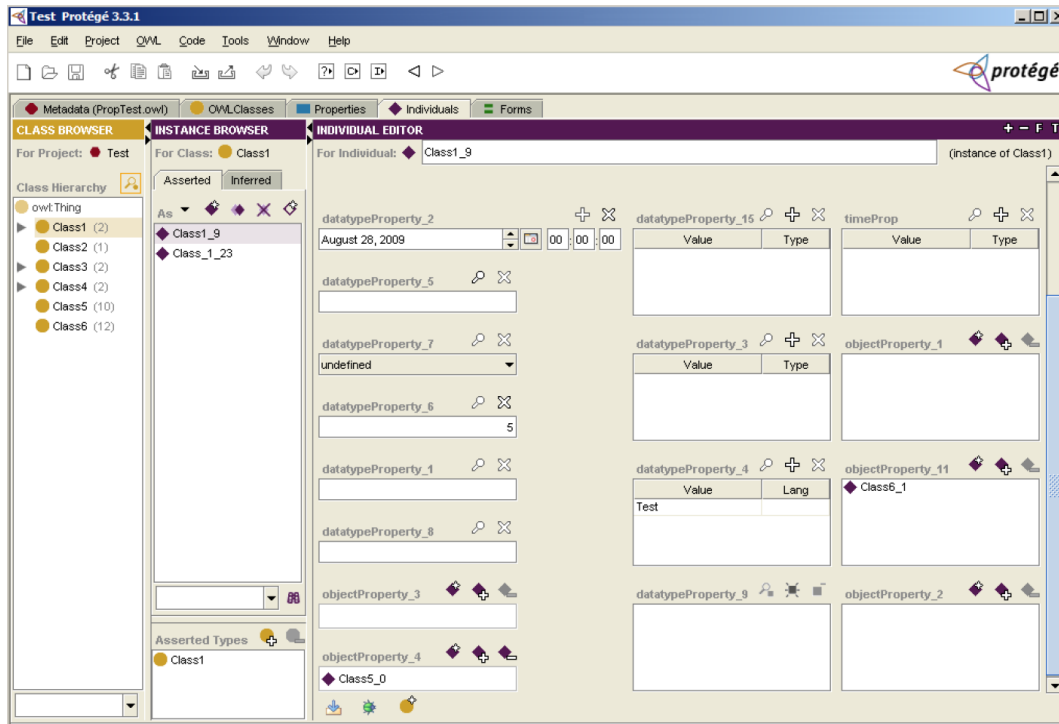 Test Protégé 3.3.1
File Edit Project OWL Code Tools Window Help
protégé
Metadata (PropTest.owl) OWLClasses Properties Individuals Forms
CLASS BROWSER
For Project: Test
Class Hierarchy
owl:Thing
Class1 (2)
Class2 (1)
Class3 (2)
Class4 (2)
Class5 (10)
Class6 (12)
INSTANCE BROWSER
For Class: Class1
Asserted Inferred
As
Class1_9
Class_1_23
Asserted Types
Class1
INDIVIDUAL EDITOR + − F T
For Individual: Class1_9 (instance of Class1)
datatypeProperty_2
August 28, 2009 00 :00 :00
datatypeProperty_5
datatypeProperty_7
undefined
datatypeProperty_6
5
datatypeProperty_1
datatypeProperty_8
objectProperty_3
objectProperty_4
Class5_0
datatypeProperty_15
Value Type
datatypeProperty_3
Value Type
datatypeProperty_4
Value Lang
Test
datatypeProperty_9
timeProp
Value Type
objectProperty_1
objectProperty_11
Class6_1
objectProperty_2